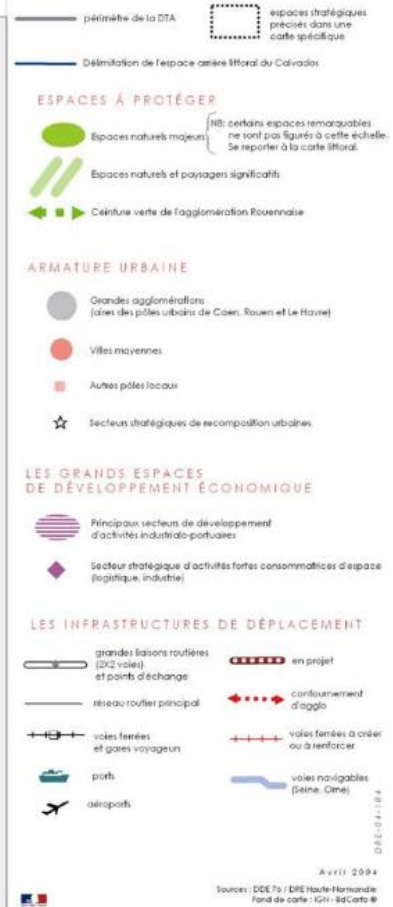 périmètre de la DTA
espaces stratégiques
précisés dans une
carte spécifique
Délimitation de l'espace arrière littoral du Calvados
ESPACES À PROTÉGER
Espaces naturels majeurs
NB: certains espaces remarquables
ne sont pas figurés à cette échelle.
Se reporter à la carte littoral.
Espaces naturels et paysagers significatifs
Ceinture verte de l'agglomération Rouennaise
ARMATURE URBAINE
Grandes agglomérations
(aires des pôles urbains de Caen, Rouen et Le Havre)
Villes moyennes
Autres pôles locaux
Secteurs stratégiques de recomposition urbaines
LES GRANDS ESPACES
DE DÉVELOPPEMENT ÉCONOMIQUE
Principaux secteurs de développement
d'activités industrialo-portuaires
Secteur stratégique d'activités fortes consommatrices d'espace
(logistique, industrie)
LES INFRASTRUCTURES DE DÉPLACEMENT
grandes liaisons routières
(2X2 voies)
et points d'échange
en projet
réseau routier principal
contournement
d'agglo
voies ferrées
et gares voyageurs
voies ferrées à créer
ou à renforcer
ports
voies navigables
(Seine, Orne)
aéroports
DRE-04-184
Avril 2004
Sources : DDE 76 / DRE Haute-Normandie
Fond de carte : IGN - BdCarto ®